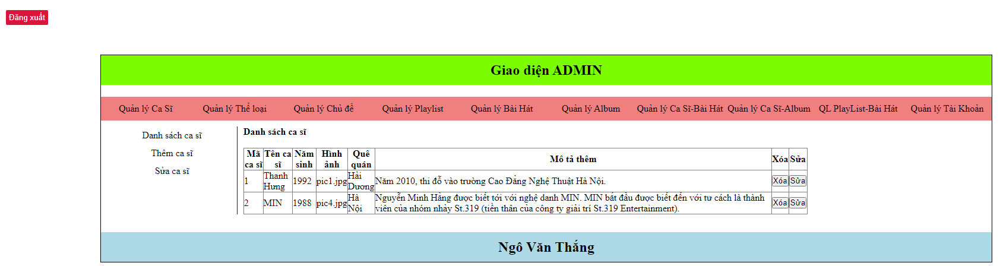 Đăng xuất
Giao diện ADMIN
Quản lý Ca Sĩ Quản lý Thể loại Quản lý Chủ đề Quản lý Playlist Quản lý Bài Hát Quản lý Album Quản lý Ca Sĩ-Bài Hát Quản lý Ca Sĩ-Album QL PlayList-Bài Hát Quản lý Tài Khoản
Danh sách ca sĩ
Thêm ca sĩ
Sửa ca sĩ
Danh sách ca sĩ
Mã ca sĩ Tên ca sĩ Năm sinh Hình ảnh Quê quán Mô tả thêm Xóa Sửa
1 Thanh Hưng 1992 pic1.jpg Hải Dương Năm 2010, thi đỗ vào trường Cao Đẳng Nghệ Thuật Hà Nội. Xóa Sửa
2 MIN 1988 pic4.jpg Hà Nội Nguyễn Minh Hằng được biết tới với nghệ danh MIN. MIN bắt đầu được biết đến với tư cách là thành
viên của nhóm nhảy St.319 (tiền thân của công ty giải trí St.319 Entertainment). Xóa Sửa
Ngô Văn Thắng